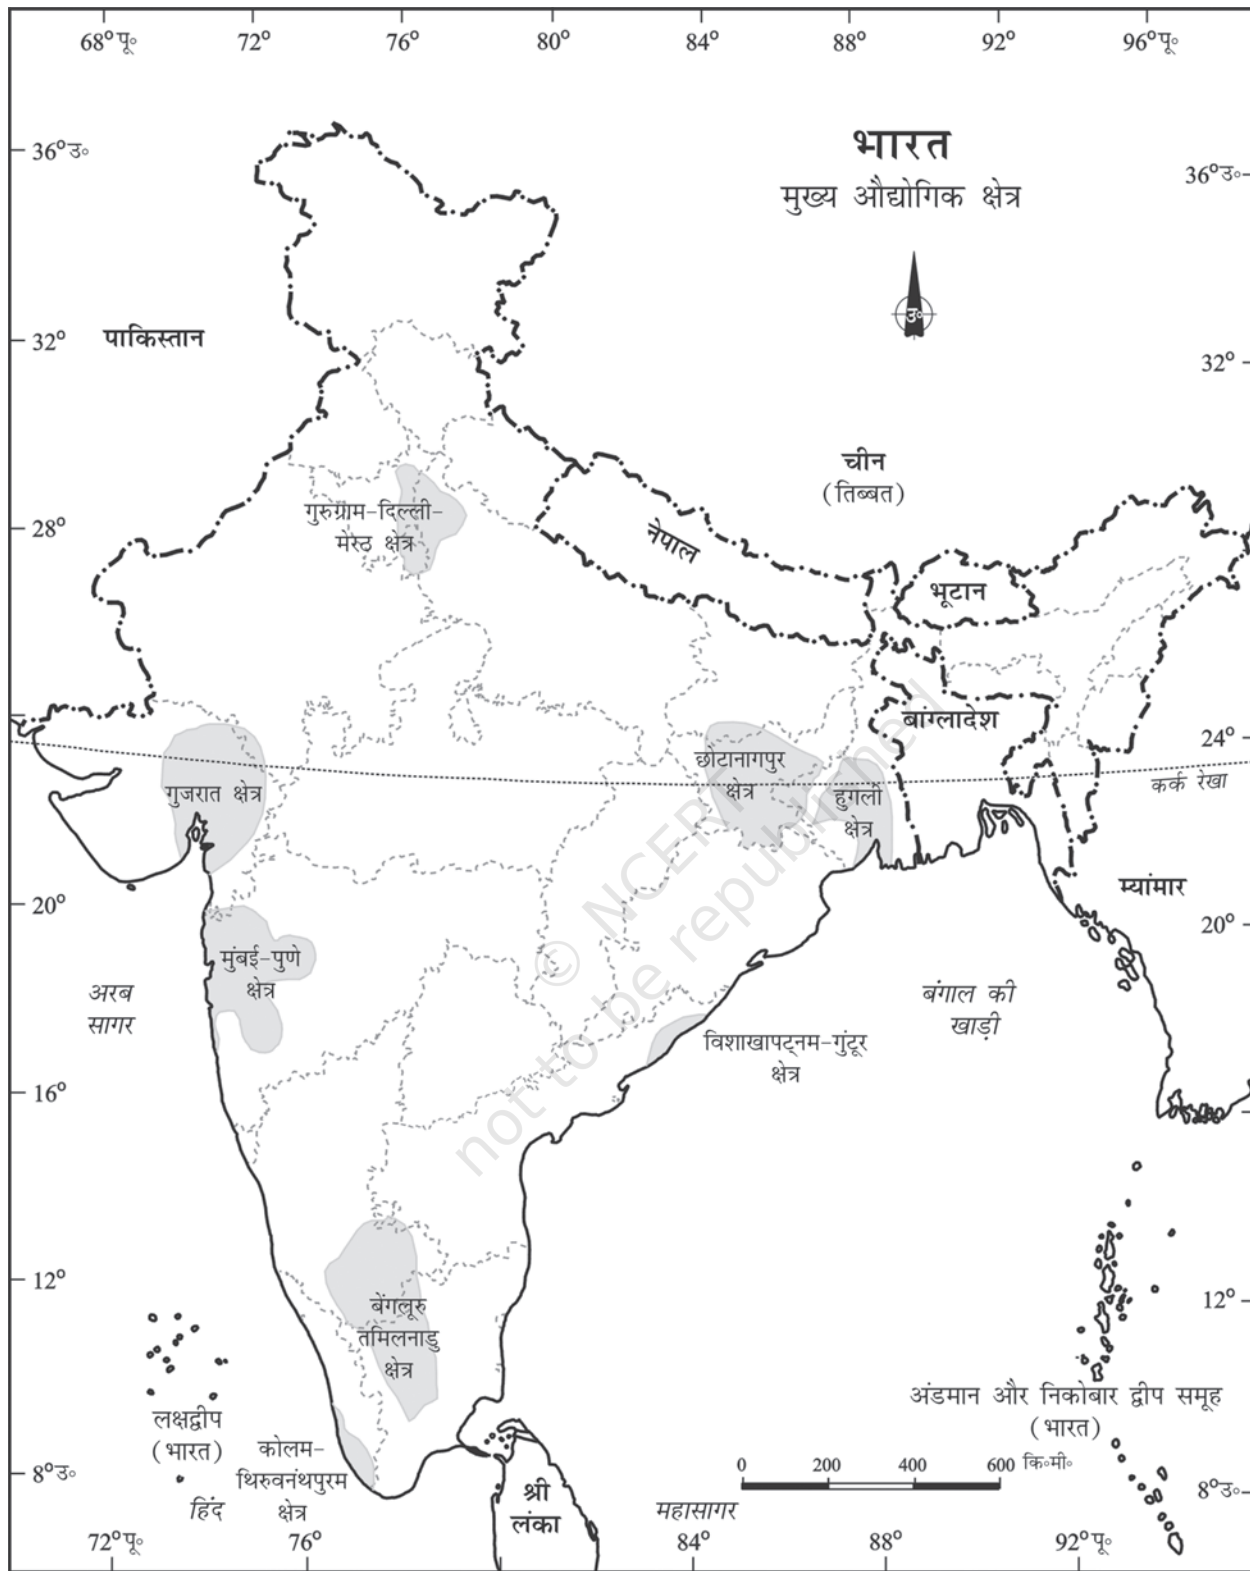 68°पू॰ 72° 76° 80° 84° 88° 92° 96°पू॰
भारत
मुख्य औद्योगिक क्षेत्र
36°उ॰
36°उ॰
उ॰
पाकिस्तान
32°
32°
चीन
(तिब्बत)
गुरुग्राम-दिल्ली-
मेरठ क्षेत्र
28°
नेपाल
भूटान
बांग्लादेश
24°
कर्क रेखा
छोटानागपुर
क्षेत्र
हुगली
क्षेत्र
गुजरात क्षेत्र
म्यांमार
20°
20°
मुंबई-पुणे
क्षेत्र
अरब
सागर
बंगाल की
खाड़ी
विशाखापट्नम-गुंटूर
क्षेत्र
16°
© NCERT
not to be republished
12°
12°
बेंगलूरु
तमिलनाडु
क्षेत्र
अंडमान और निकोबार द्वीप समूह
(भारत)
लक्षद्वीप
(भारत)
कोलम-
थिरुवनंथपुरम
क्षेत्र
0 200 400 600 कि॰मी॰
8°उ॰
8°उ॰
श्री
लंका
हिंद
महासागर
72°पू॰ 76° 84° 88° 92°पू॰